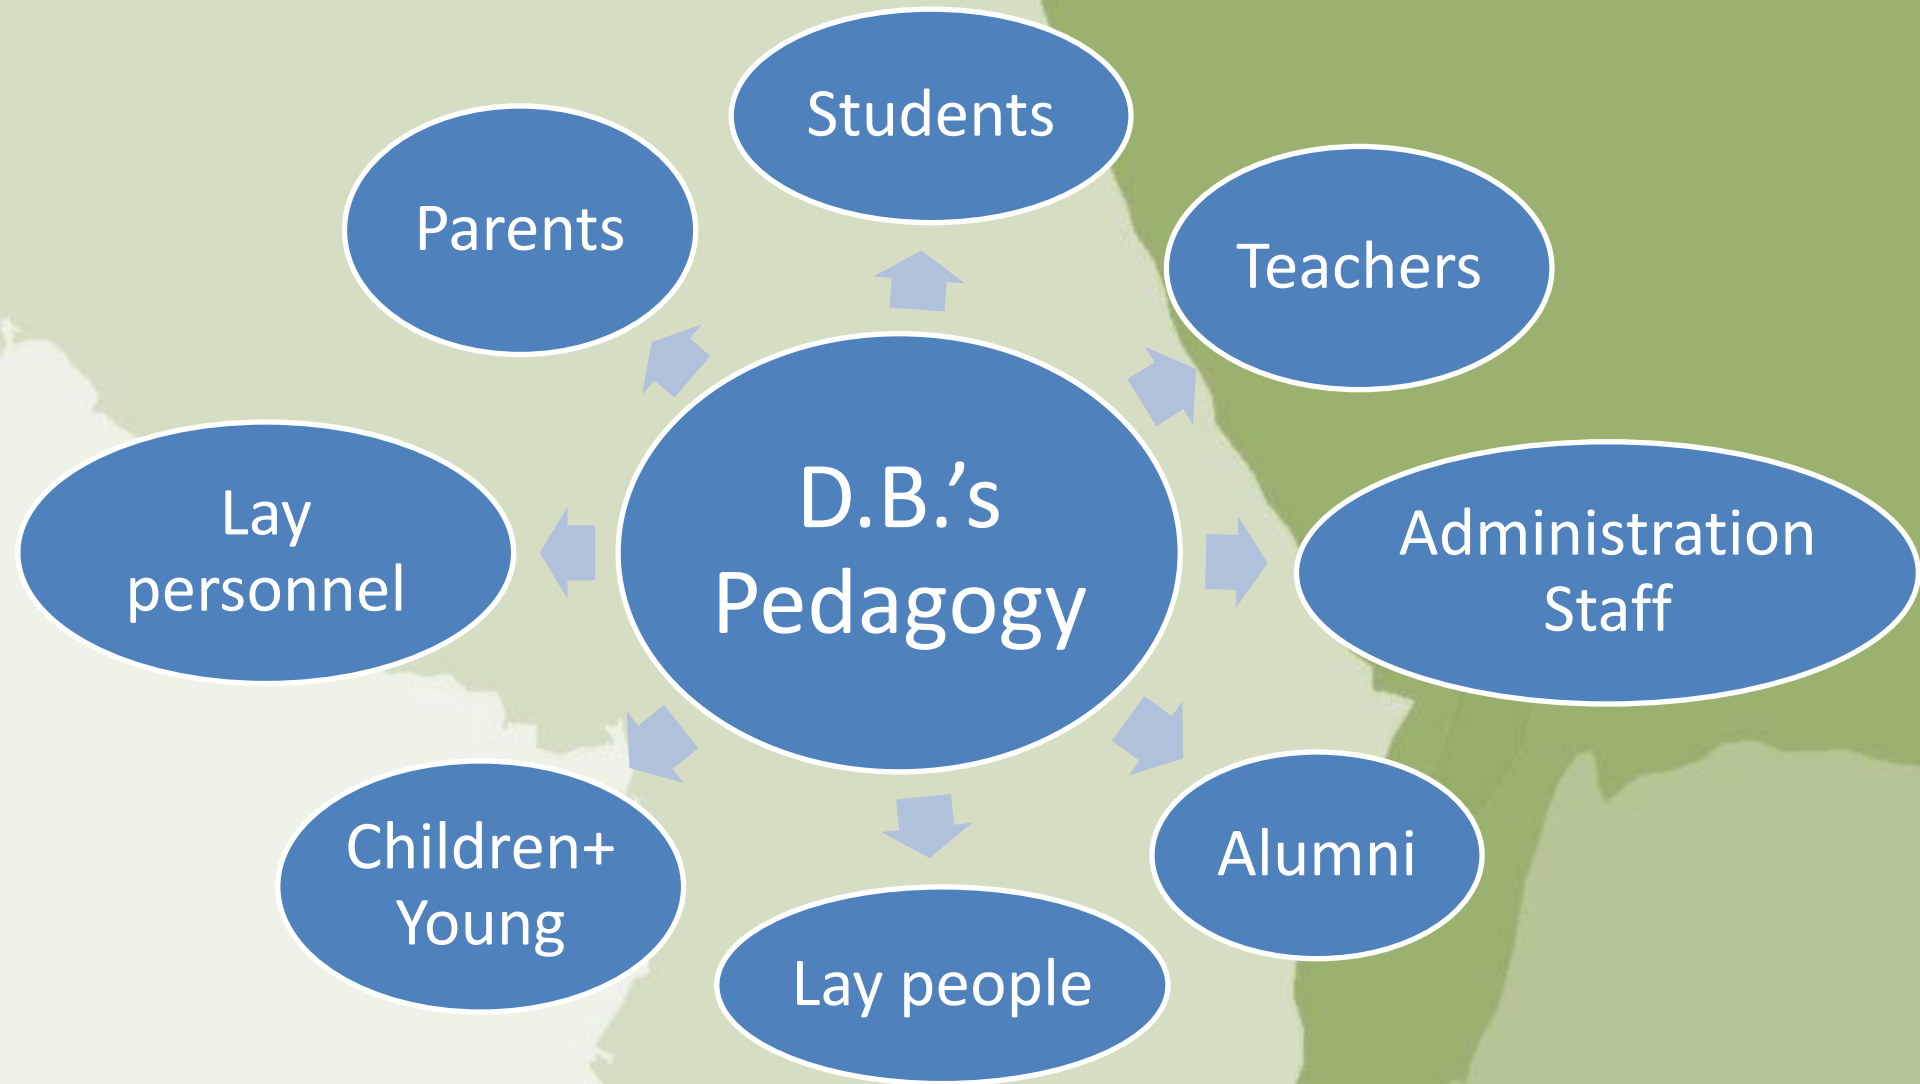 Students
Parents
Teachers
D.B.’s
Pedagogy
Lay
personnel
Administration
Staff
Children+
Young
Alumni
Lay people